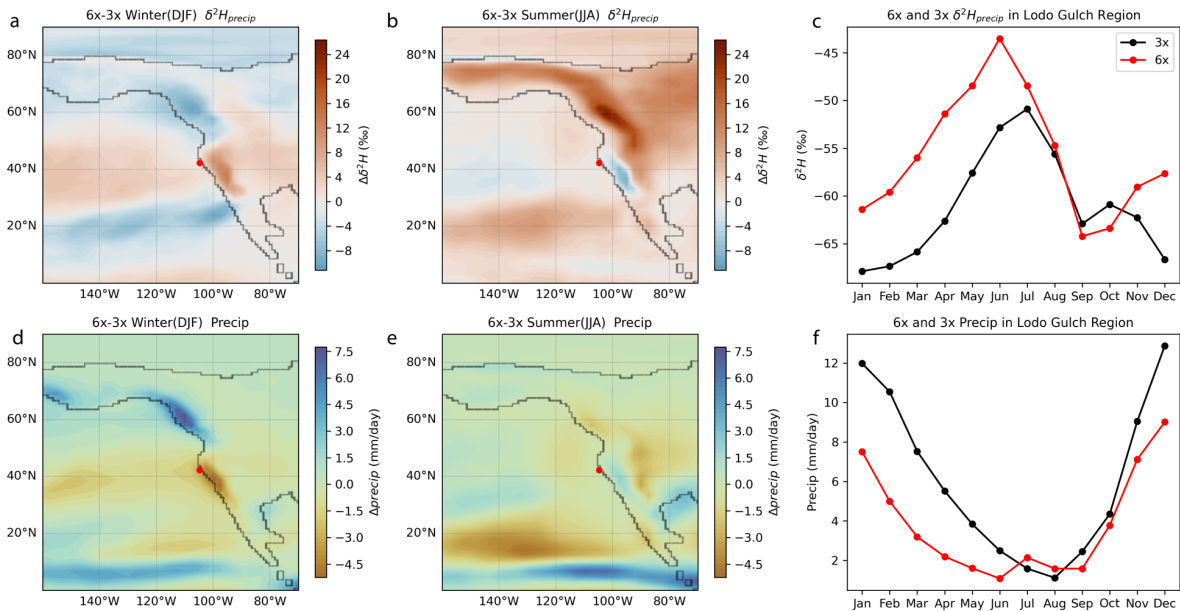 a
6x-3x Winter(DJF) δ²H_precip
80°N
60°N
40°N
20°N
140°W 120°W 100°W 80°W
24
20
16
12
8
4
0
−4
−8
Δδ²H (‰)
b
6x-3x Summer(JJA) δ²H_precip
80°N
60°N
40°N
20°N
140°W 120°W 100°W 80°W
24
20
16
12
8
4
0
−4
−8
Δδ²H (‰)
c
6x and 3x δ²H_precip in Lodo Gulch Region
3x
6x
−45
−50
−55
−60
−65
δ²H (‰)
Jan Feb Mar Apr May Jun Jul Aug Sep Oct Nov Dec
d
6x-3x Winter(DJF) Precip
80°N
60°N
40°N
20°N
140°W 120°W 100°W 80°W
7.5
6.0
4.5
3.0
1.5
0.0
−1.5
−3.0
−4.5
Δprecip (mm/day)
e
6x-3x Summer(JJA) Precip
80°N
60°N
40°N
20°N
140°W 120°W 100°W 80°W
7.5
6.0
4.5
3.0
1.5
0.0
−1.5
−3.0
−4.5
Δprecip (mm/day)
f
6x and 3x Precip in Lodo Gulch Region
12
10
8
6
4
2
Precip (mm/day)
Jan Feb Mar Apr May Jun Jul Aug Sep Oct Nov Dec